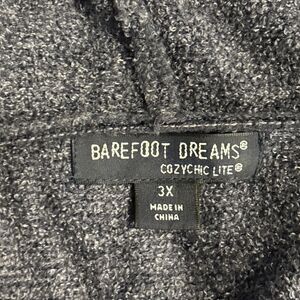 BAREFOOT DREAMS®
COZYCHIC LITE®
3X
MADE IN
CHINA